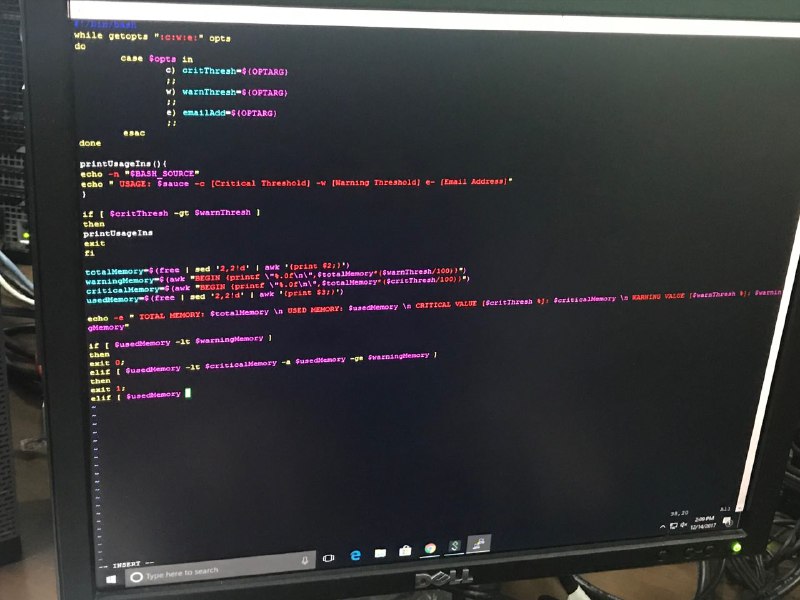 #!/bin/bash
while getopts ":c:w:e:" opts
do
case $opts in
c) critThresh=${OPTARG}
;;
w) warnThresh=${OPTARG}
;;
e) emailAdd=${OPTARG}
;;
esac
done
printUsageIns(){
echo -n "$BASH_SOURCE"
echo " USAGE: $sauce -c [Critical Threshold] -w [Warning Threshold] e- [Email Address]"
}
if [ $critThresh -gt $warnThresh ]
then
printUsageIns
exit
fi
totalMemory=$(free | sed '2,2!d' | awk '{print $2;}')
warningMemory=$(awk "BEGIN {printf \"%.0f\n\",$totalMemory*($warnThresh/100)}")
criticalMemory=$(awk "BEGIN {printf \"%.0f\n\",$totalMemory*($critThresh/100)}")
usedMemory=$(free | sed '2,2!d' | awk '{print $3;}')
echo -e " TOTAL MEMORY: $totalMemory \n USED MEMORY: $usedMemory \n CRITICAL VALUE [$critThresh %]: $criticalMemory \n WARNING VALUE [$warnThresh %]: $warnin
gMemory"
if [ $usedMemory -lt $warningMemory ]
then
exit 0;
elif [ $usedMemory -lt $criticalMemory -a $usedMemory -ge $warningMemory ]
then
exit 1;
elif [ $usedMemory
~
~
~
~
~
~
~
~
~
~
~
~
-- INSERT --
38,20 All
Type here to search
2:09 PM
12/14/2017
DELL